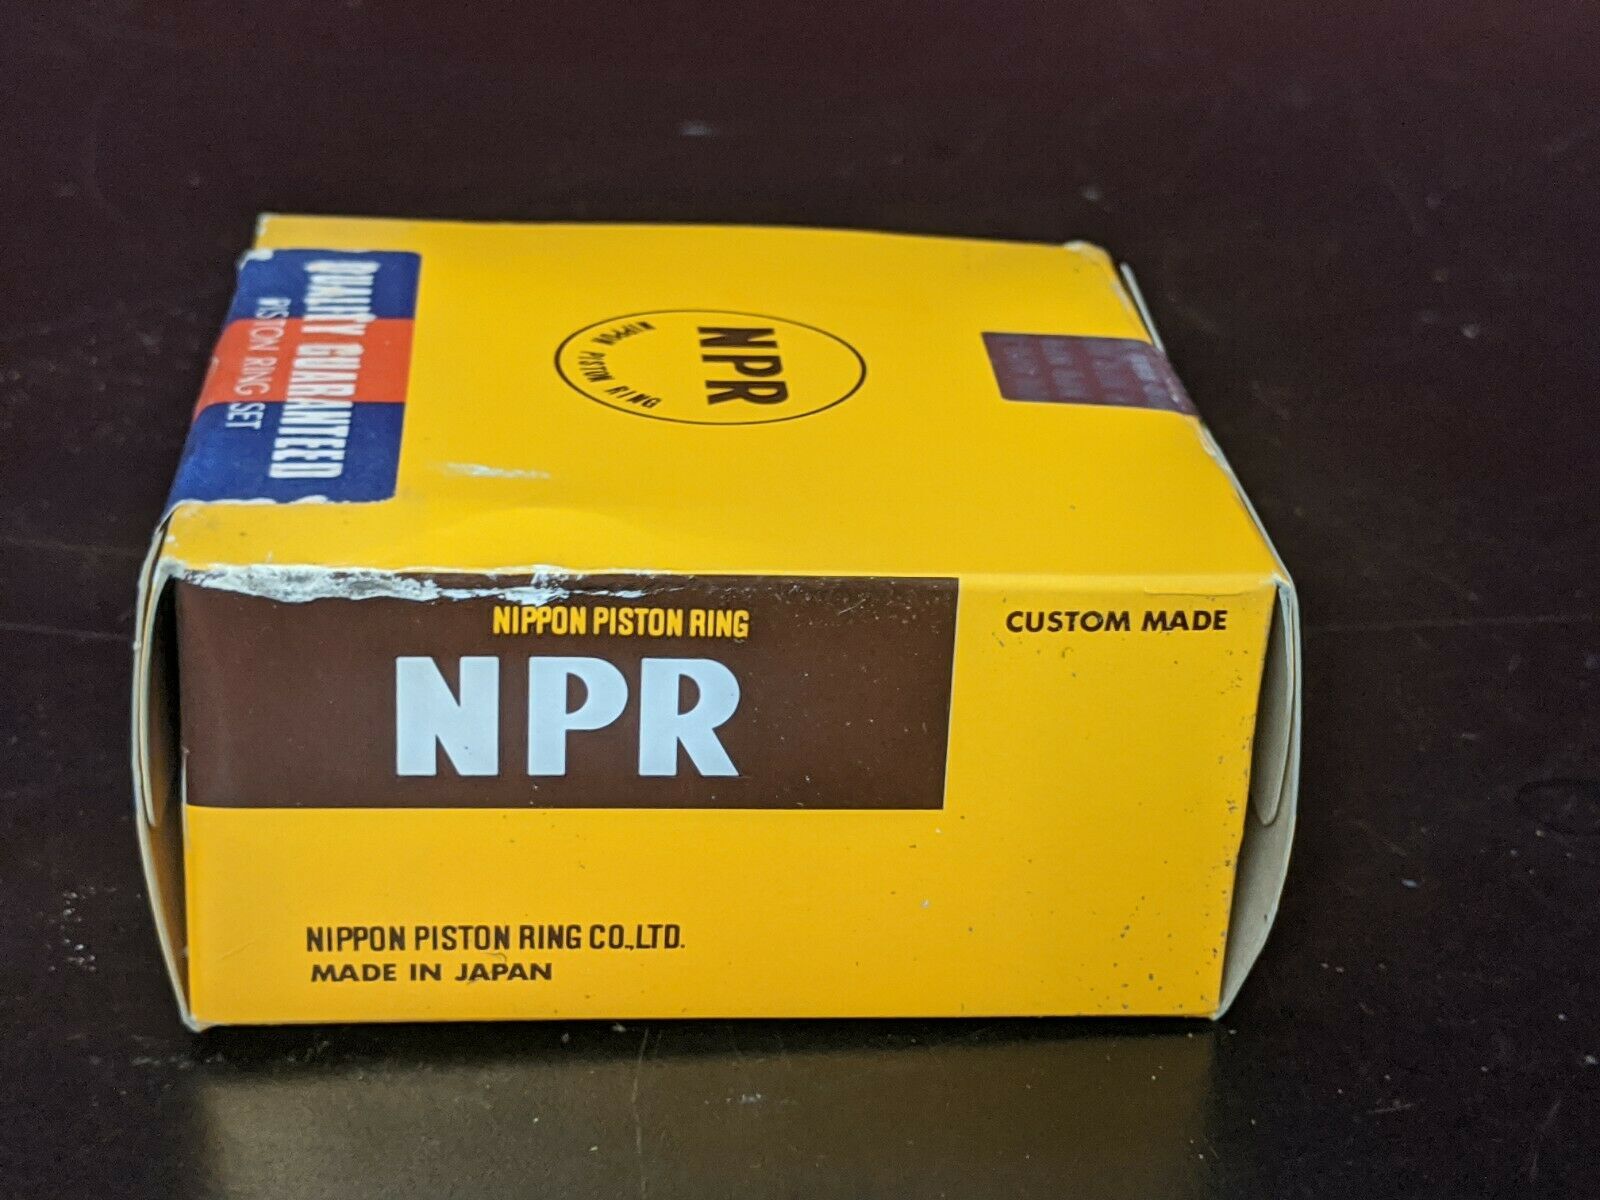 QUALITY GUARANTEED
PISTON RING SET
NPR
NIPPON PISTON RING
NIPPON PISTON RING
NPR
CUSTOM MADE
NIPPON PISTON RING CO.,LTD.
MADE IN JAPAN